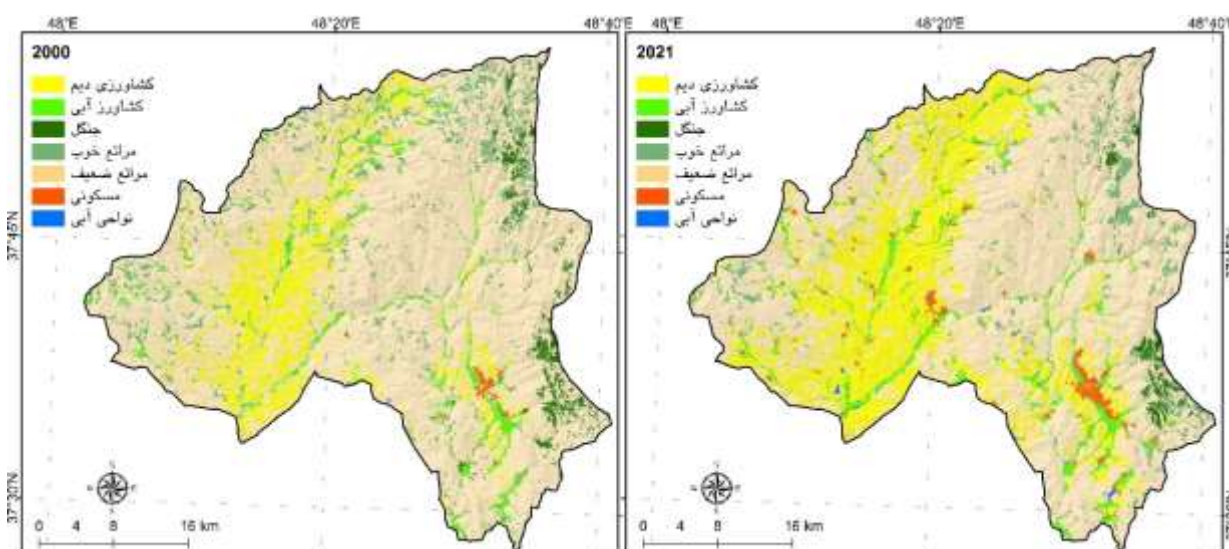 48°E 48°20'E 48°40'E
2000
کشاورزی دیم
کشاورز آبی
جنگل
مراتع خوب
مراتع ضعیف
مسکونی
نواحی آبی
37°45'N
37°30'N
0 4 8 16 km
48°E 48°20'E 48°40'
2021
کشاورزی دیم
کشاورز آبی
جنگل
مراتع خوب
مراتع ضعیف
مسکونی
نواحی آبی
0 4 8 16 km